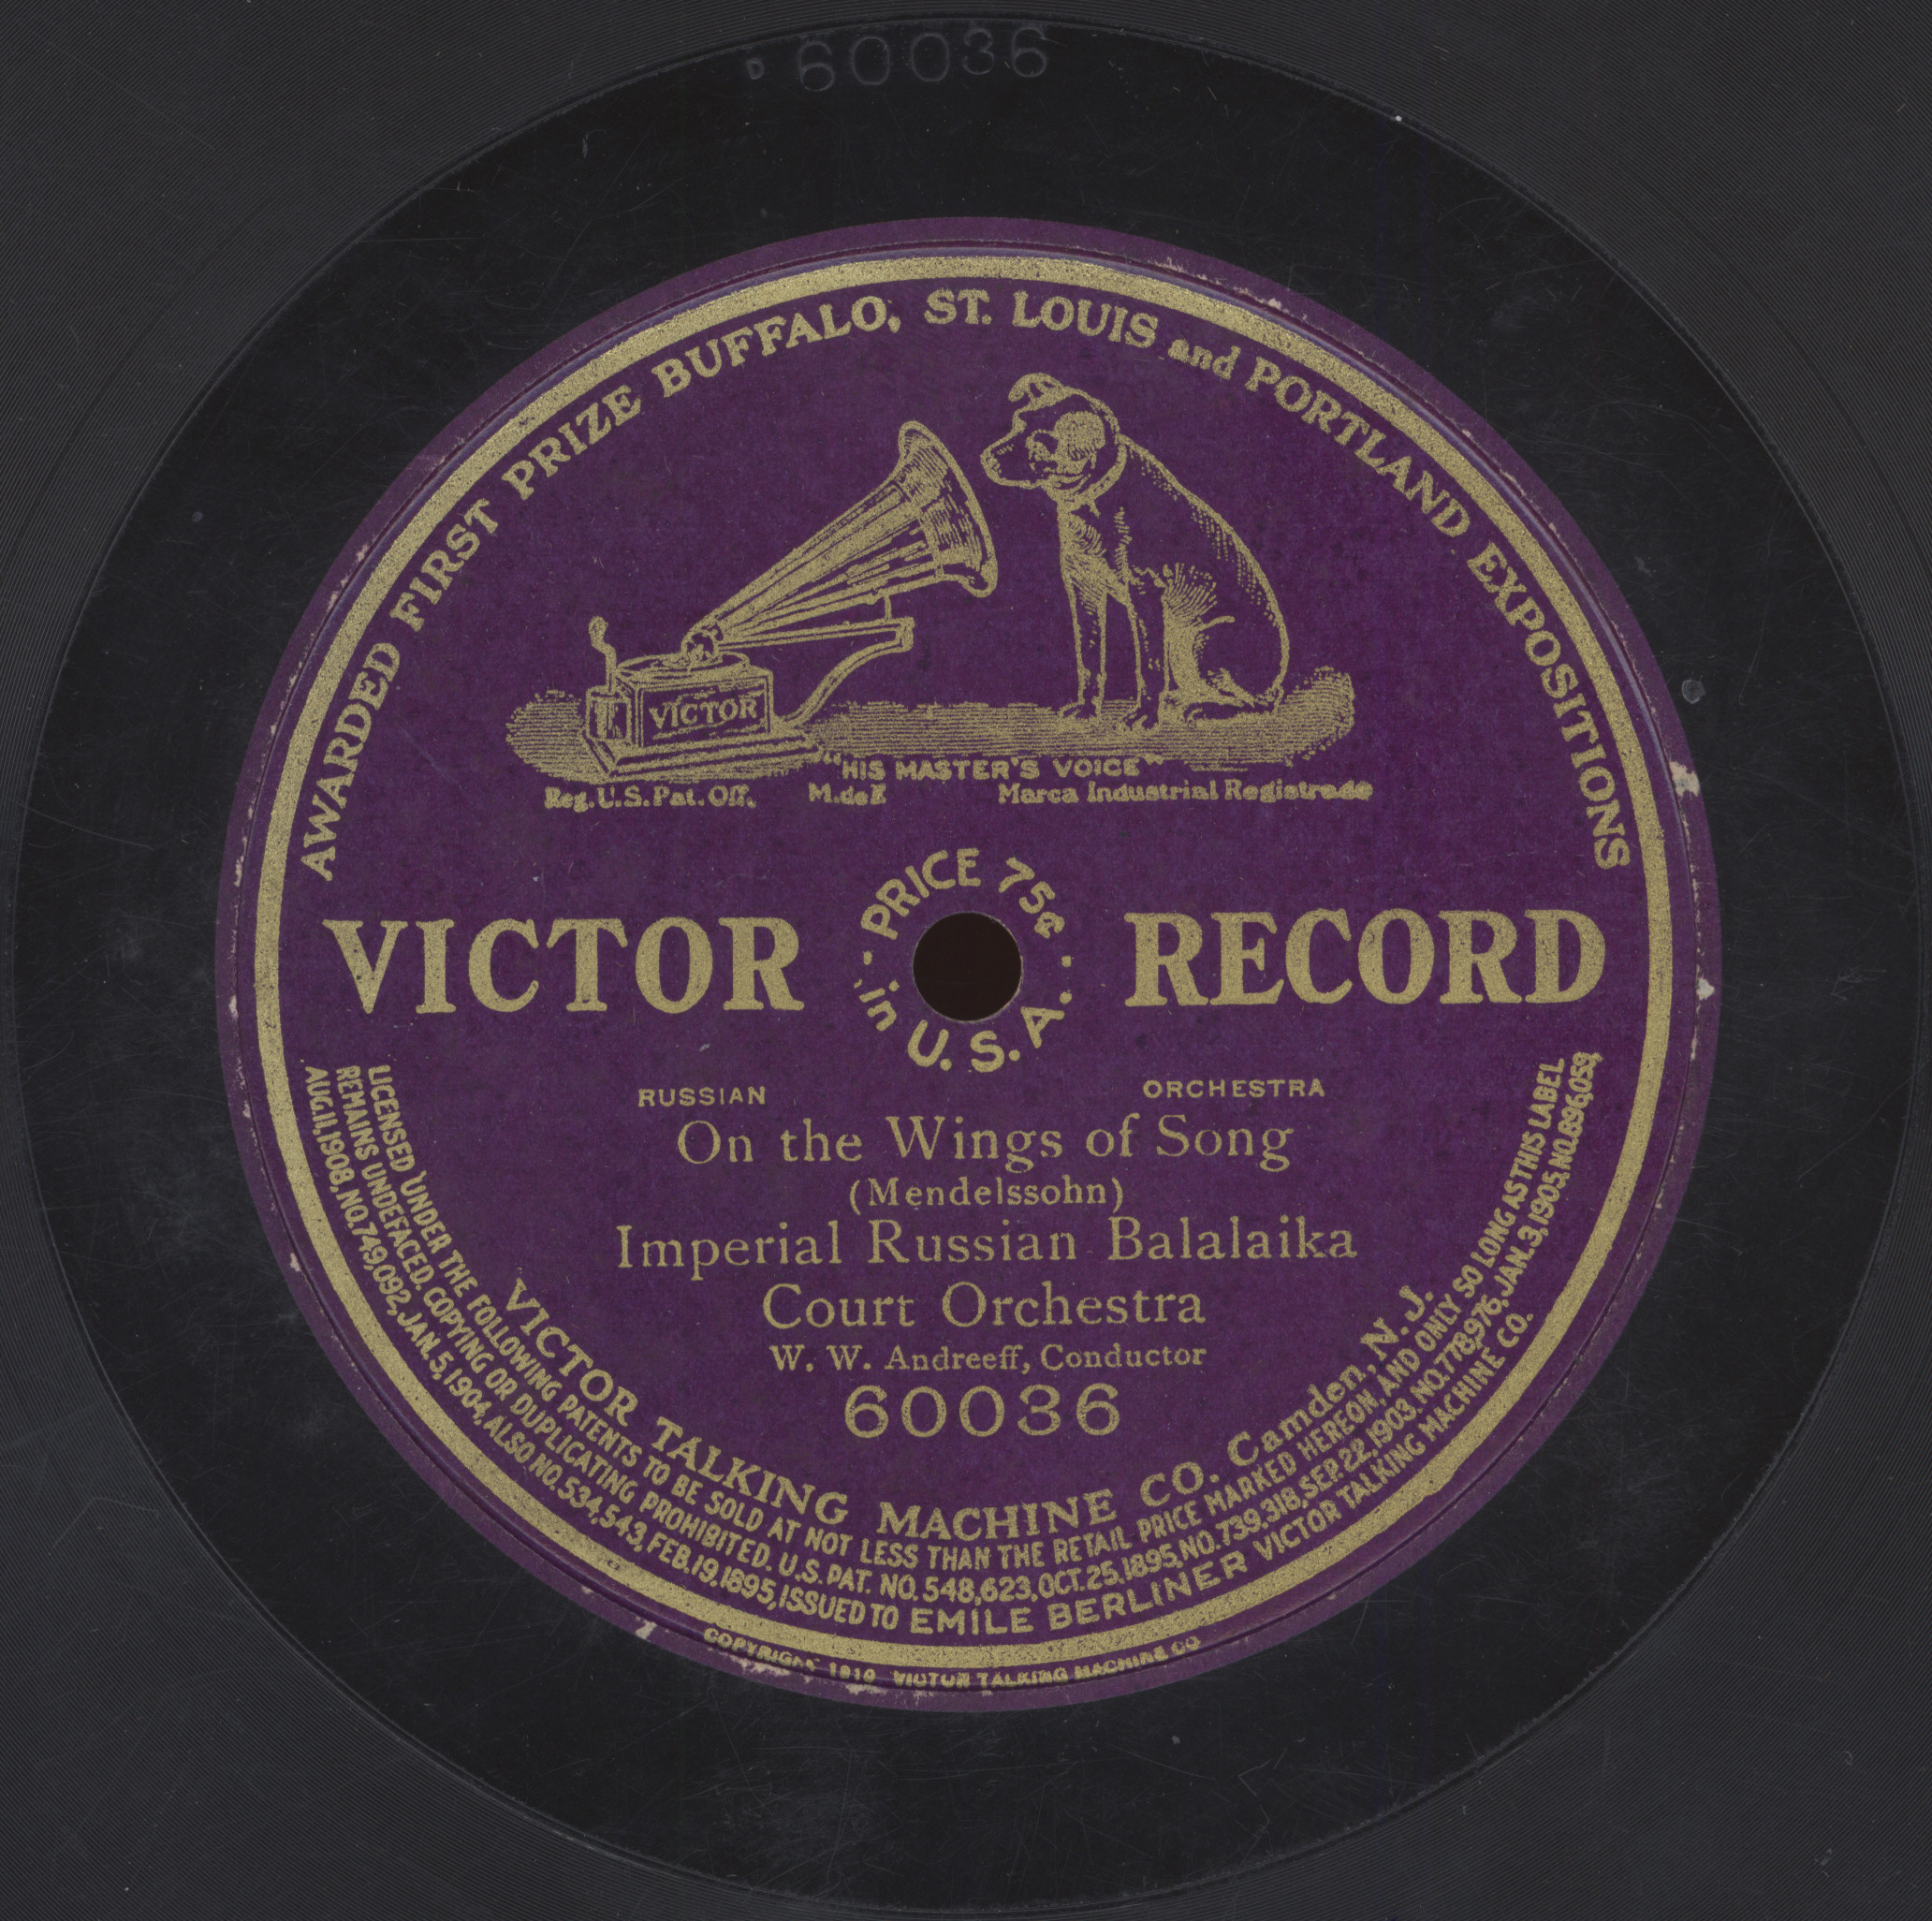 D 60036
AWARDED FIRST PRIZE BUFFALO, ST. LOUIS and PORTLAND EXPOSITIONS
VICTOR
"HIS MASTER'S VOICE"
Reg. U.S. Pat. Off. M. de F. Marca Industrial Registrada
PRICE 75¢
in U.S.A.
VICTOR RECORD
RUSSIAN ORCHESTRA
On the Wings of Song
(Mendelssohn)
Imperial Russian Balalaika
Court Orchestra
W. W. Andreeff, Conductor
60036
VICTOR TALKING MACHINE CO. Camden, N. J.
LICENSED UNDER THE FOLLOWING PATENTS TO BE SOLD AT NOT LESS THAN THE RETAIL PRICE MARKED HEREON, AND ONLY SO LONG AS THIS LABEL
REMAINS UNDEFACED. COPYING OR DUPLICATING PROHIBITED. U.S. PAT. NO. 548,623, OCT. 25, 1895, NO. 739,318, SEP. 22, 1903. NO. 778,976, JAN. 3, 1905. NO. 896,059,
AUG. 11, 1908, NO. 749,092, JAN. 5, 1904, ALSO NO. 534,543, FEB. 19, 1895, ISSUED TO EMILE BERLINER VICTOR TALKING MACHINE CO.
COPYRIGHT 1910 VICTOR TALKING MACHINE CO